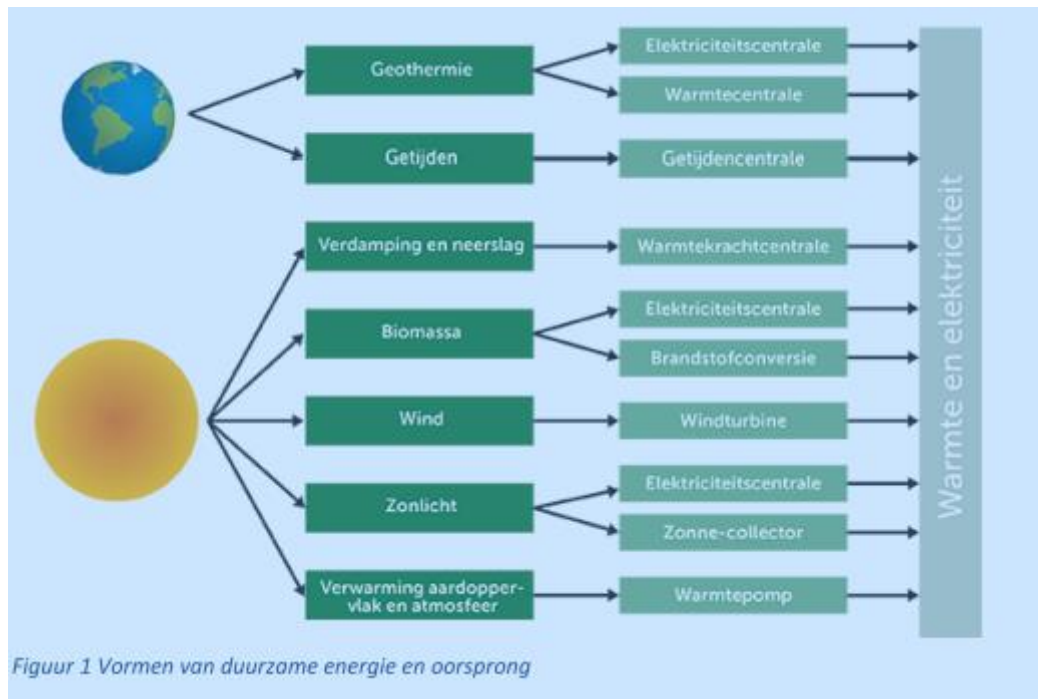 Geothermie
Elektriciteitscentrale
Warmtecentrale
Getijden
Getijdencentrale
Verdamping en neerslag
Warmtekrachtcentrale
Biomassa
Elektriciteitscentrale
Brandstofconversie
Wind
Windturbine
Zonlicht
Elektriciteitscentrale
Zonne-collector
Verwarming aardopper-
vlak en atmosfeer
Warmtepomp
Warmte en elektriciteit
Figuur 1 Vormen van duurzame energie en oorsprong